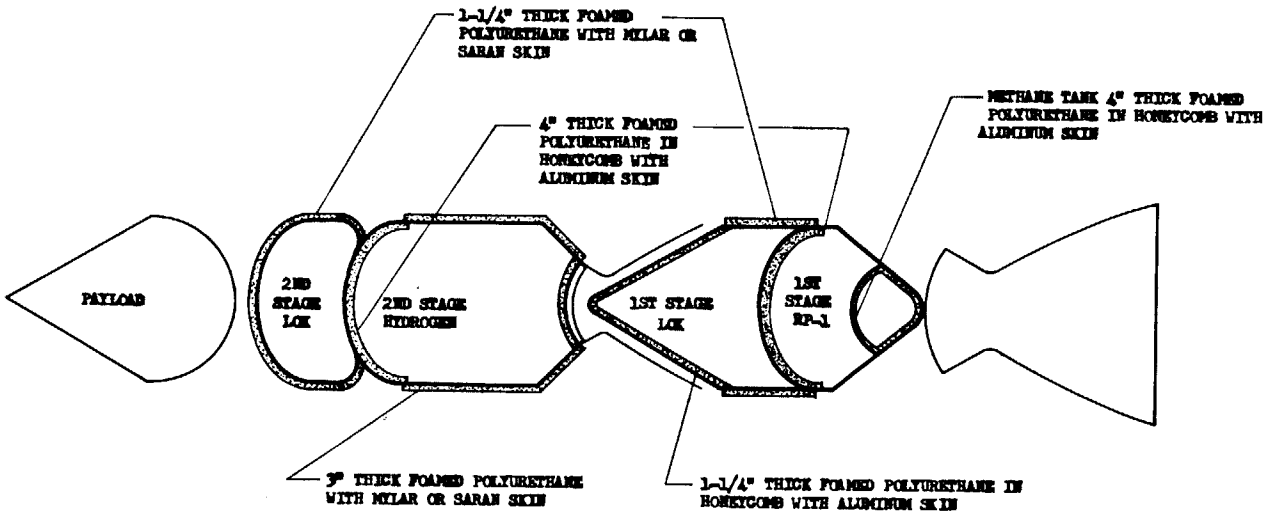 1-1/4" THICK FOAMED
POLYURETHANE WITH MYLAR OR
SARAN SKIN
METHANE TANK 4" THICK FOAMED
POLYURETHANE IN HONEYCOMB WITH
ALUMINUM SKIN
4" THICK FOAMED
POLYURETHANE IN
HONEYCOMB WITH
ALUMINUM SKIN
PAYLOAD
2ND
STAGE
LOX
2ND STAGE
HYDROGEN
1ST STAGE
LOX
1ST
STAGE
RP-1
3" THICK FOAMED POLYURETHANE
WITH MYLAR OR SARAN SKIN
1-1/4" THICK FOAMED POLYURETHANE IN
HONEYCOMB WITH ALUMINUM SKIN